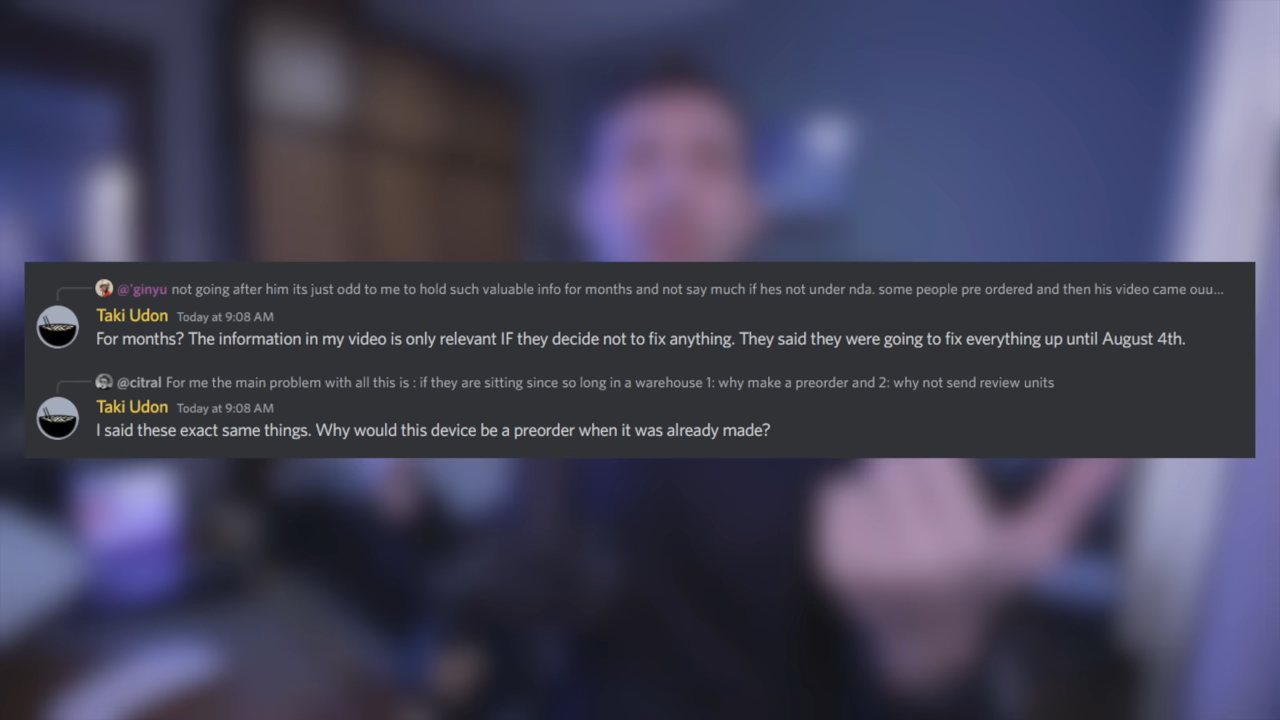 @'ginyu not going after him its just odd to me to hold such valuable info for months and not say much if hes not under nda. some people pre ordered and then his video came ouu...
Taki Udon Today at 9:08 AM
For months? The information in my video is only relevant IF they decide not to fix anything. They said they were going to fix everything up until August 4th.
@citral For me the main problem with all this is : if they are sitting since so long in a warehouse 1: why make a preorder and 2: why not send review units
Taki Udon Today at 9:08 AM
I said these exact same things. Why would this device be a preorder when it was already made?